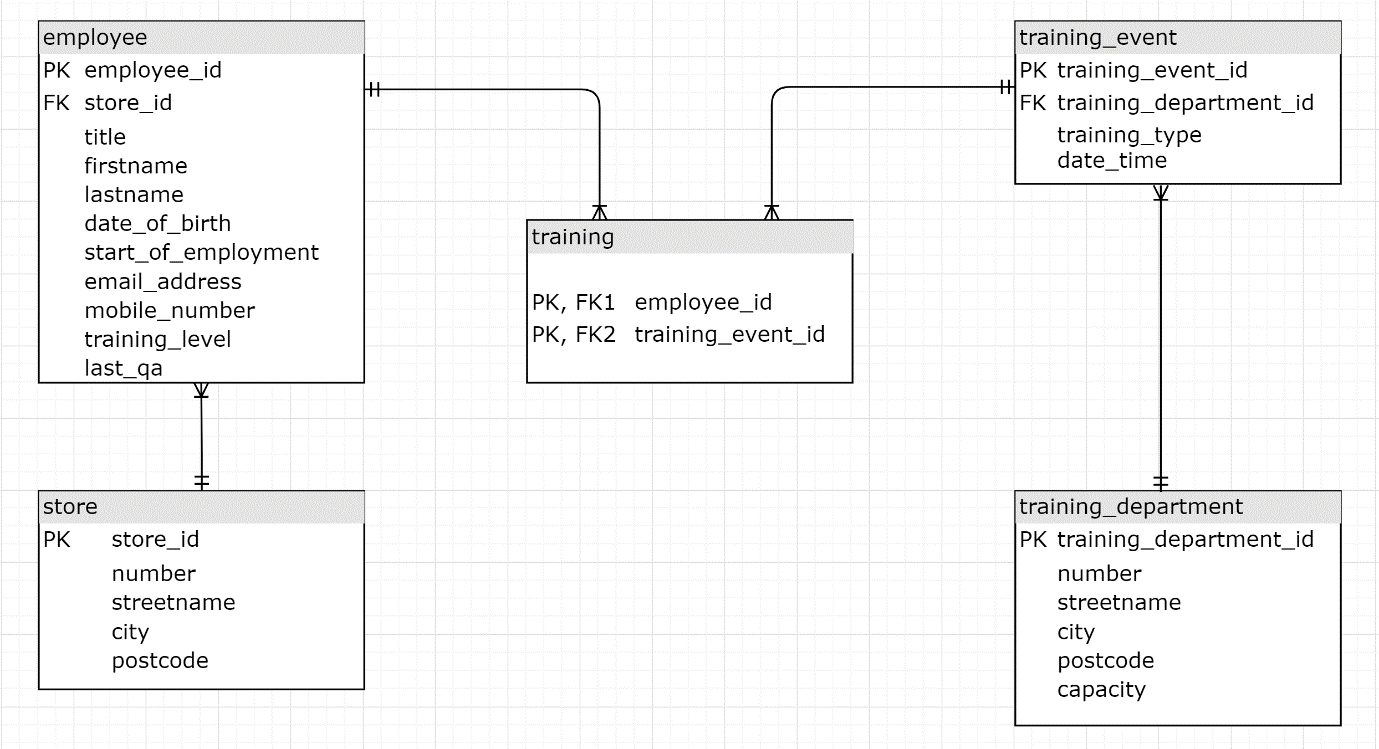 employee
PK employee_id
FK store_id
title
firstname
lastname
date_of_birth
start_of_employment
email_address
mobile_number
training_level
last_qa
training_event
PK training_event_id
FK training_department_id
training_type
date_time
training
PK, FK1 employee_id
PK, FK2 training_event_id
store
PK store_id
number
streetname
city
postcode
training_department
PK training_department_id
number
streetname
city
postcode
capacity